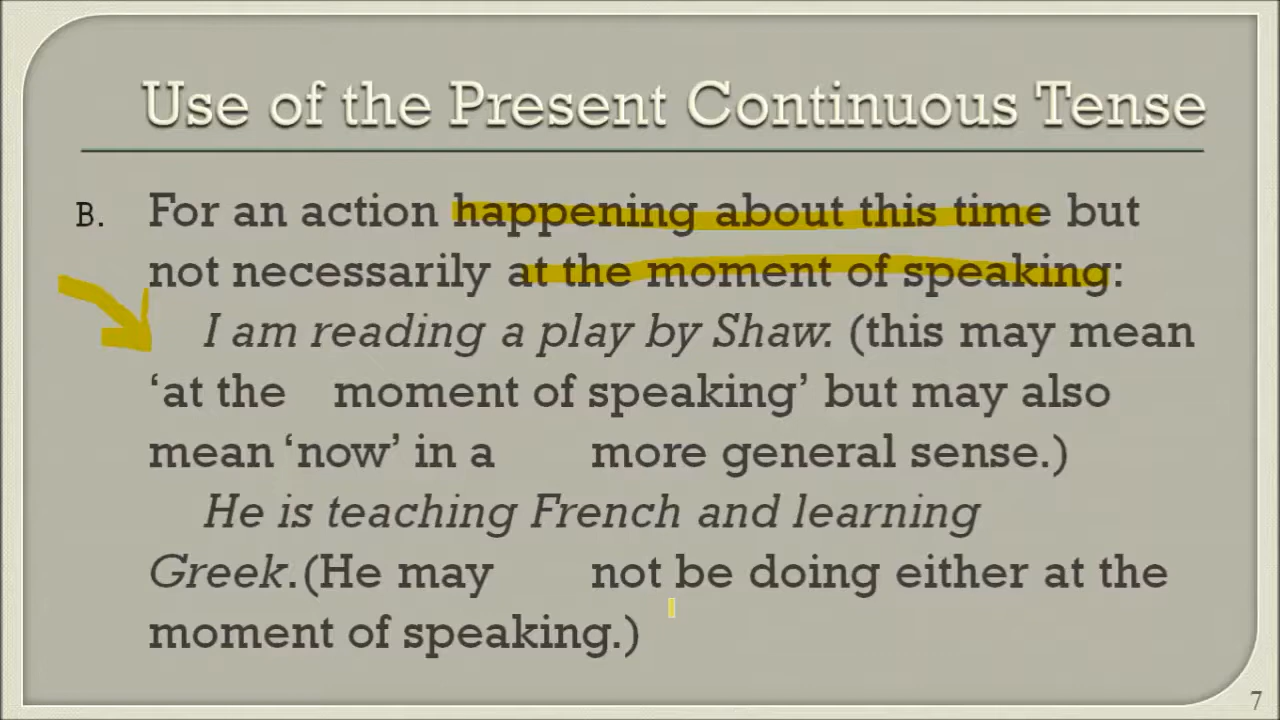 Use of the Present Continuous Tense
B. For an action happening about this time but
not necessarily at the moment of speaking:
I am reading a play by Shaw. (this may mean
‘at the moment of speaking’ but may also
mean ‘now’ in a more general sense.)
He is teaching French and learning
Greek.(He may not be doing either at the
moment of speaking.)
7